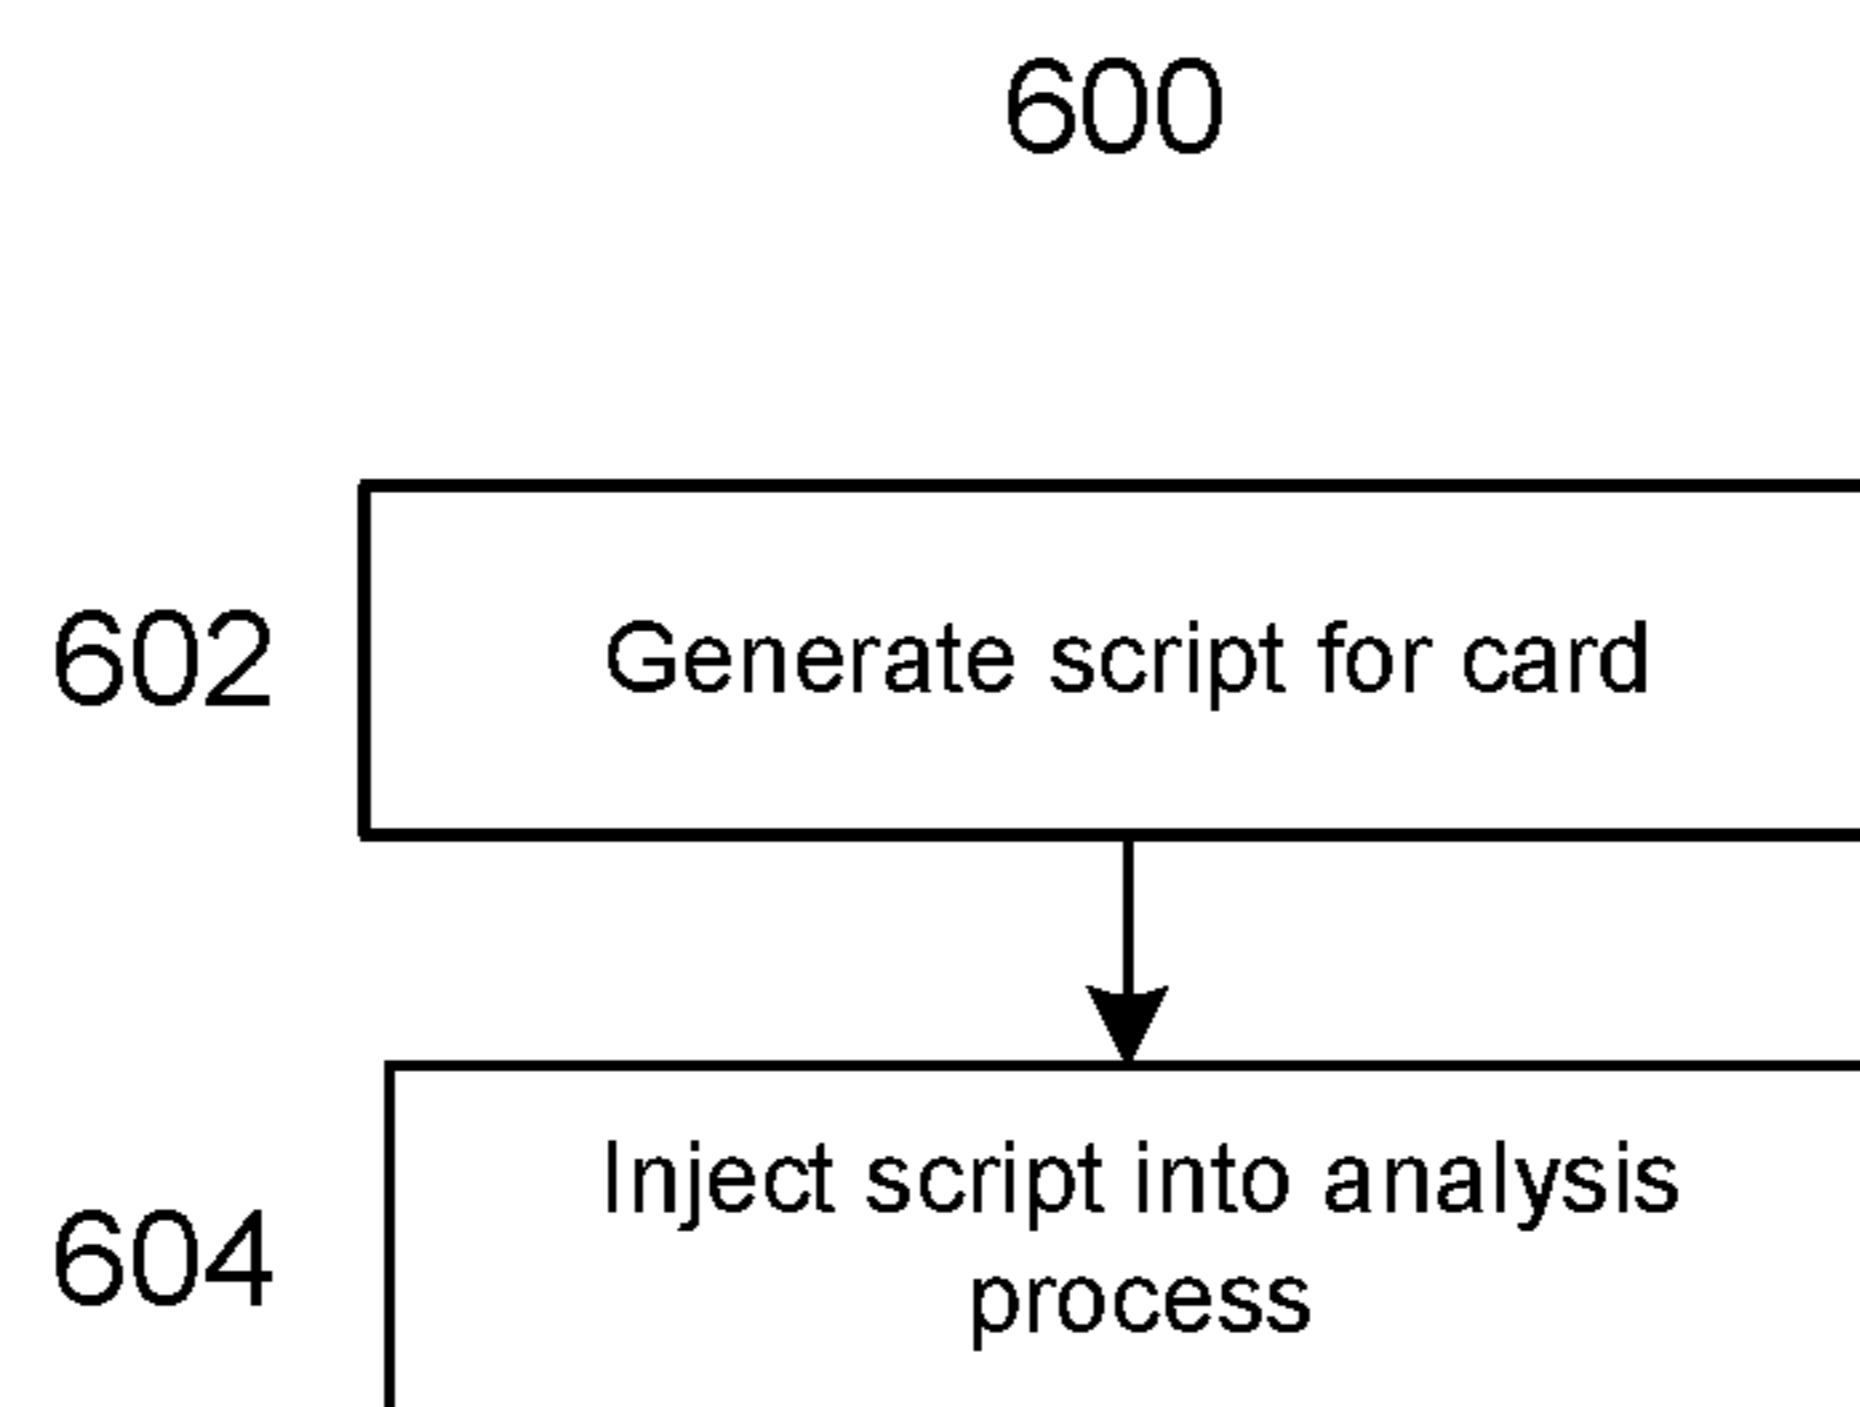 600
602
Generate script for card
604
Inject script into analysis
process